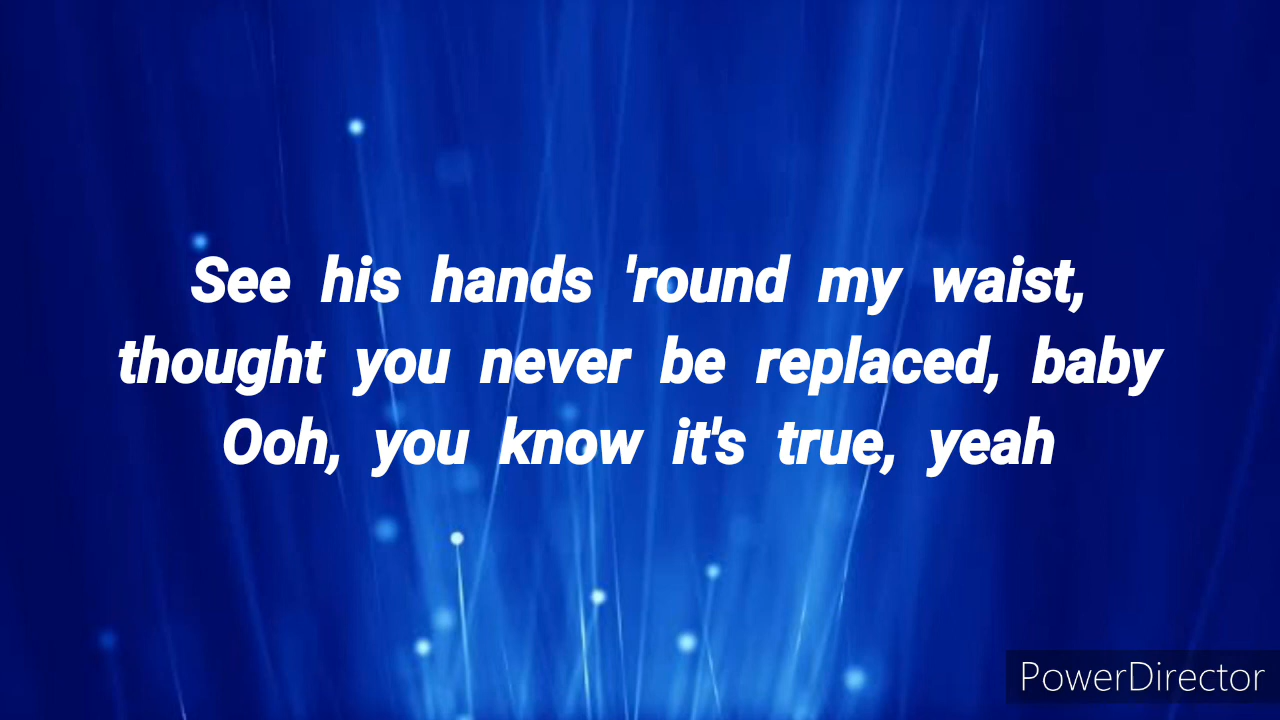 See his hands 'round my waist,
thought you never be replaced, baby
Ooh, you know it's true, yeah
PowerDirector